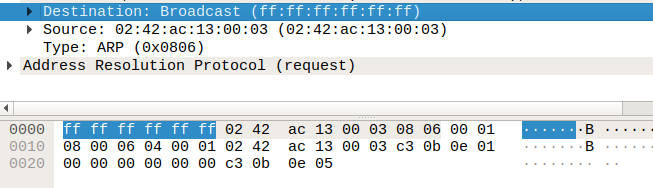 Destination: Broadcast (ff:ff:ff:ff:ff:ff)
Source: 02:42:ac:13:00:03 (02:42:ac:13:00:03)
Type: ARP (0x0806)
Address Resolution Protocol (request)
0000 ff ff ff ff ff ff 02 42 ac 13 00 03 08 06 00 01 ·······B ······
0010 08 00 06 04 00 01 02 42 ac 13 00 03 c3 0b 0e 01 ·······B ········
0020 00 00 00 00 00 00 c3 0b 0e 05 ········ ··